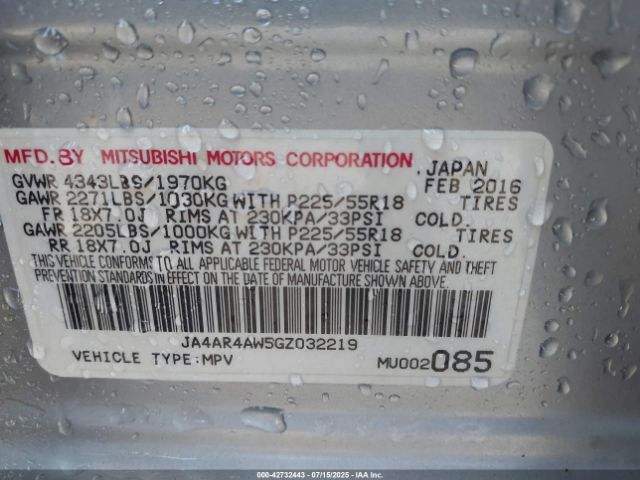 MFD. BY MITSUBISHI MOTORS CORPORATION JAPAN
GVWR 4343LBS/1970KG FEB 2016
GAWR 2271LBS/1030KG WITH P225/55R18 TIRES
FR 18X7.0J RIMS AT 230KPA/33PSI COLD.
GAWR 2205LBS/1000KG WITH P225/55R18 TIRES
RR 18X7.0J RIMS AT 230KPA/33PSI COLD.
THIS VEHICLE CONFORMS TO ALL APPLICABLE FEDERAL MOTOR VEHICLE SAFETY AND THEFT
PREVENTION STANDARDS IN EFFECT ON THE DATE OF MANUFACTURE SHOWN ABOVE.
JA4AR4AW5GZ032219
VEHICLE TYPE:MPV MU002085
000-42732443 - 07/15/2025 - IAA Inc.